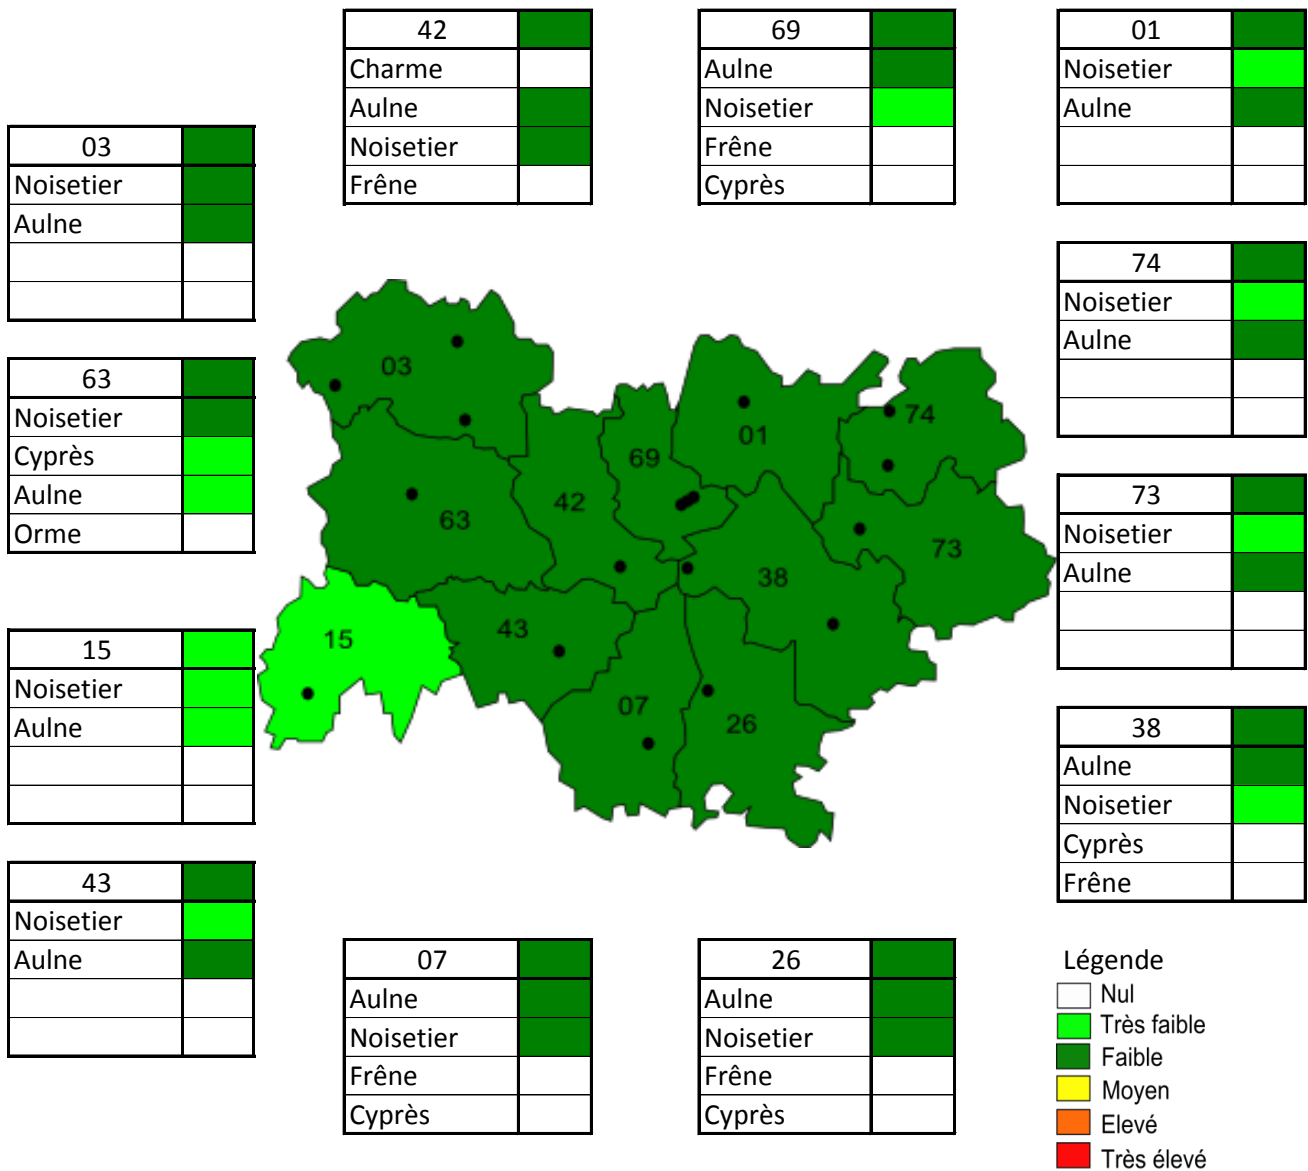 42
Charme
Aulne
Noisetier
Frêne
69
Aulne
Noisetier
Frêne
Cyprès
01
Noisetier
Aulne
03
Noisetier
Aulne
74
Noisetier
Aulne
63
Noisetier
Cyprès
Aulne
Orme
73
Noisetier
Aulne
15
Noisetier
Aulne
38
Aulne
Noisetier
Cyprès
Frêne
43
Noisetier
Aulne
07
Aulne
Noisetier
Frêne
Cyprès
26
Aulne
Noisetier
Frêne
Cyprès
03
74
01
69
42
63
73
38
43
15
07
26
Légende
Nul
Très faible
Faible
Moyen
Elevé
Très élevé